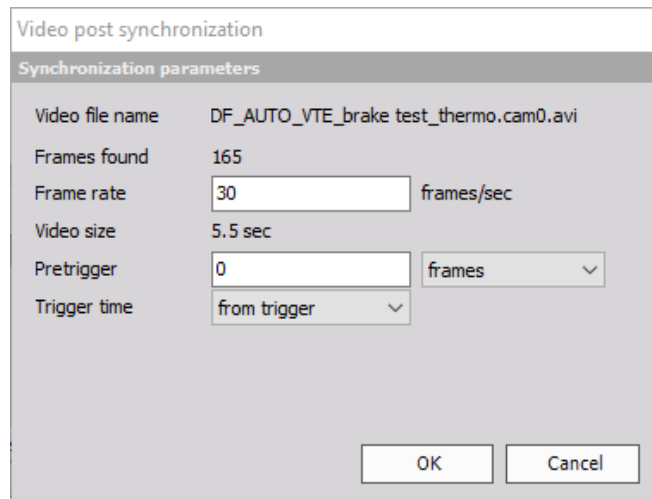 Video post synchronization
Synchronization parameters
Video file name DF_AUTO_VTE_brake test_thermo.cam0.avi
Frames found 165
Frame rate 30 frames/sec
Video size 5.5 sec
Pretrigger 0 frames
Trigger time from trigger
OK Cancel